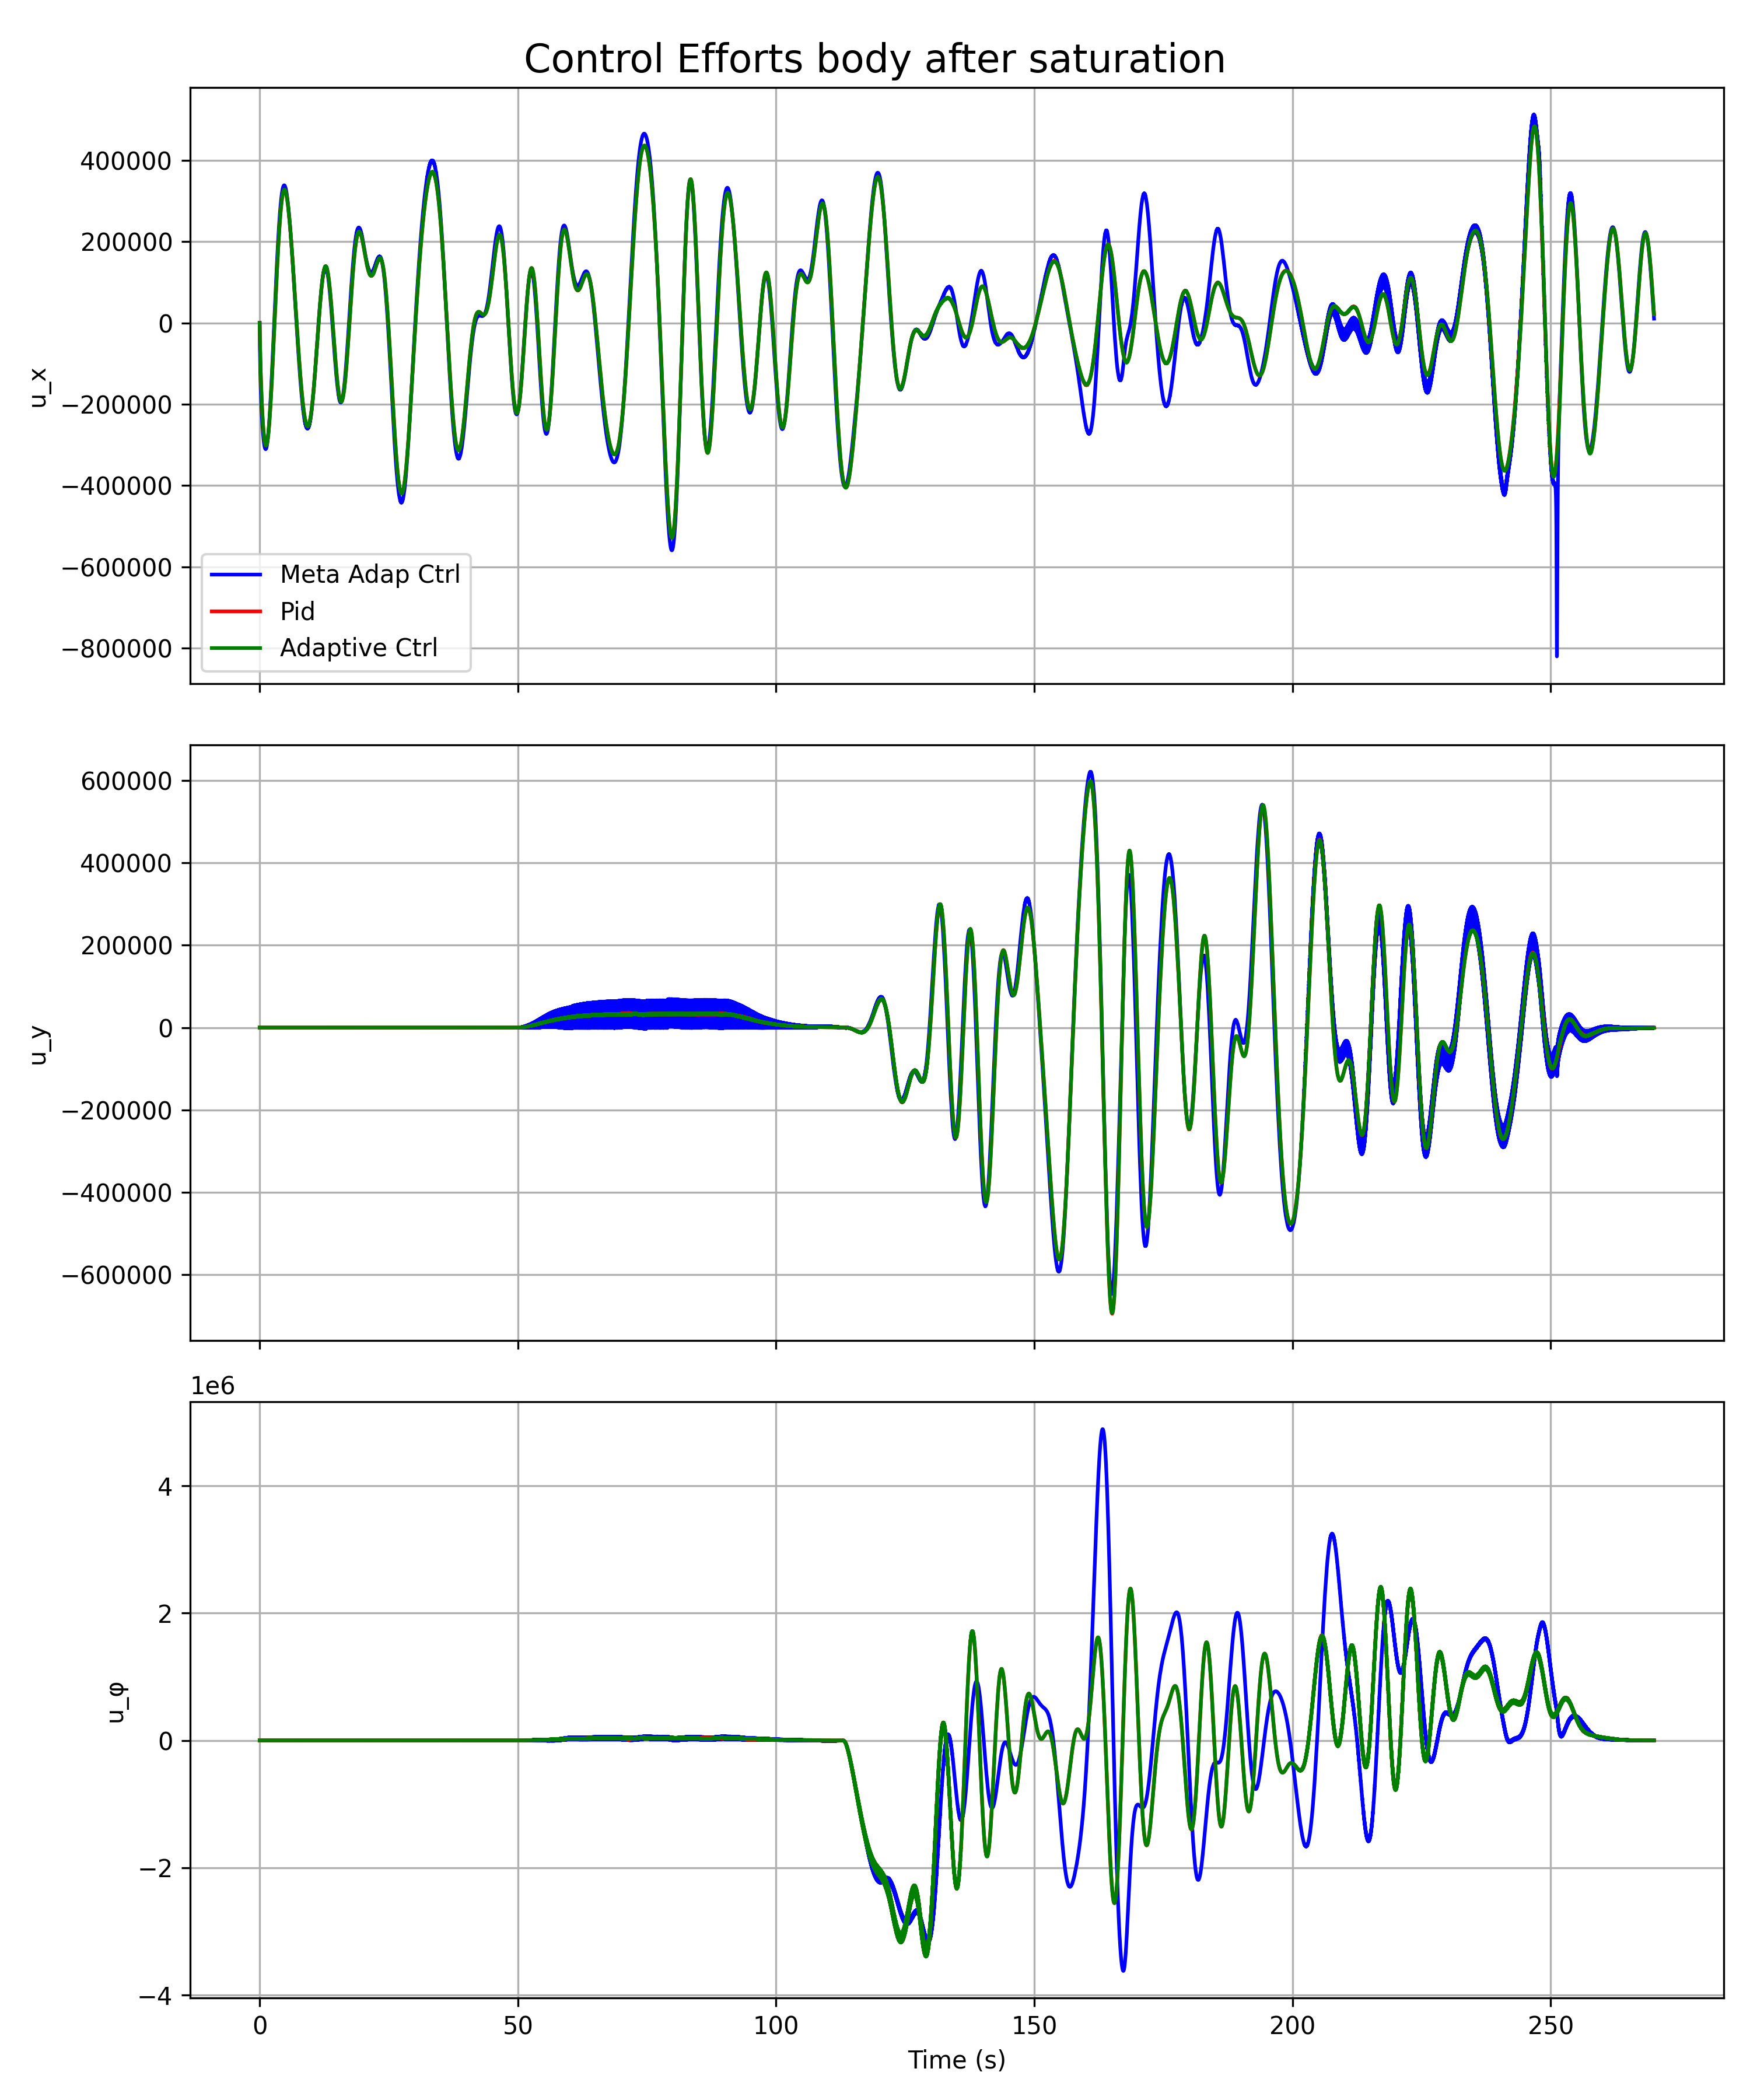 Control Efforts body after saturation
400000
200000
0
−200000
−400000
−600000
−800000
u_x
Meta Adap Ctrl
Pid
Adaptive Ctrl
600000
400000
200000
0
−200000
−400000
−600000
u_y
1e6
4
2
0
−2
−4
u_φ
0 50 100 150 200 250
Time (s)